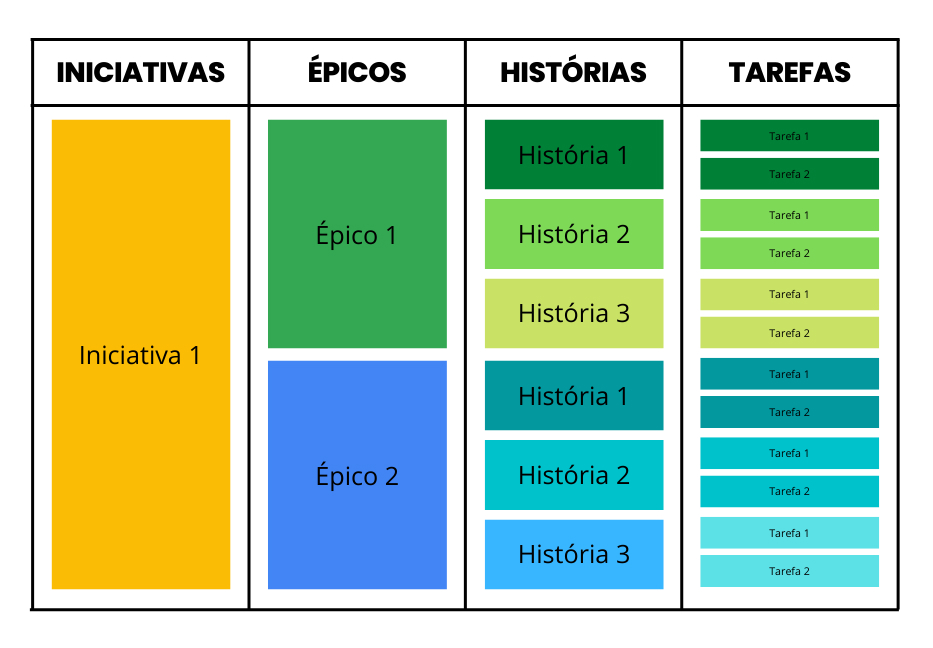 INICIATIVAS
ÉPICOS
HISTÓRIAS
TAREFAS
Iniciativa 1
Épico 1
Épico 2
História 1
História 2
História 3
História 1
História 2
História 3
Tarefa 1
Tarefa 2
Tarefa 1
Tarefa 2
Tarefa 1
Tarefa 2
Tarefa 1
Tarefa 2
Tarefa 1
Tarefa 2
Tarefa 1
Tarefa 2